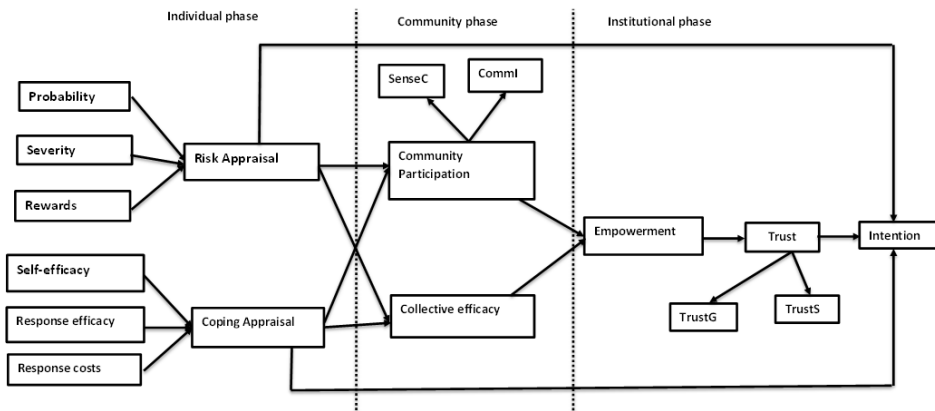 Individual phase
Community phase
Institutional phase
SenseC
CommI
Probability
Severity
Rewards
Risk Appraisal
Community
Participation
Self-efficacy
Response efficacy
Response costs
Coping Appraisal
Collective efficacy
Empowerment
Trust
Intention
TrustG
TrustS